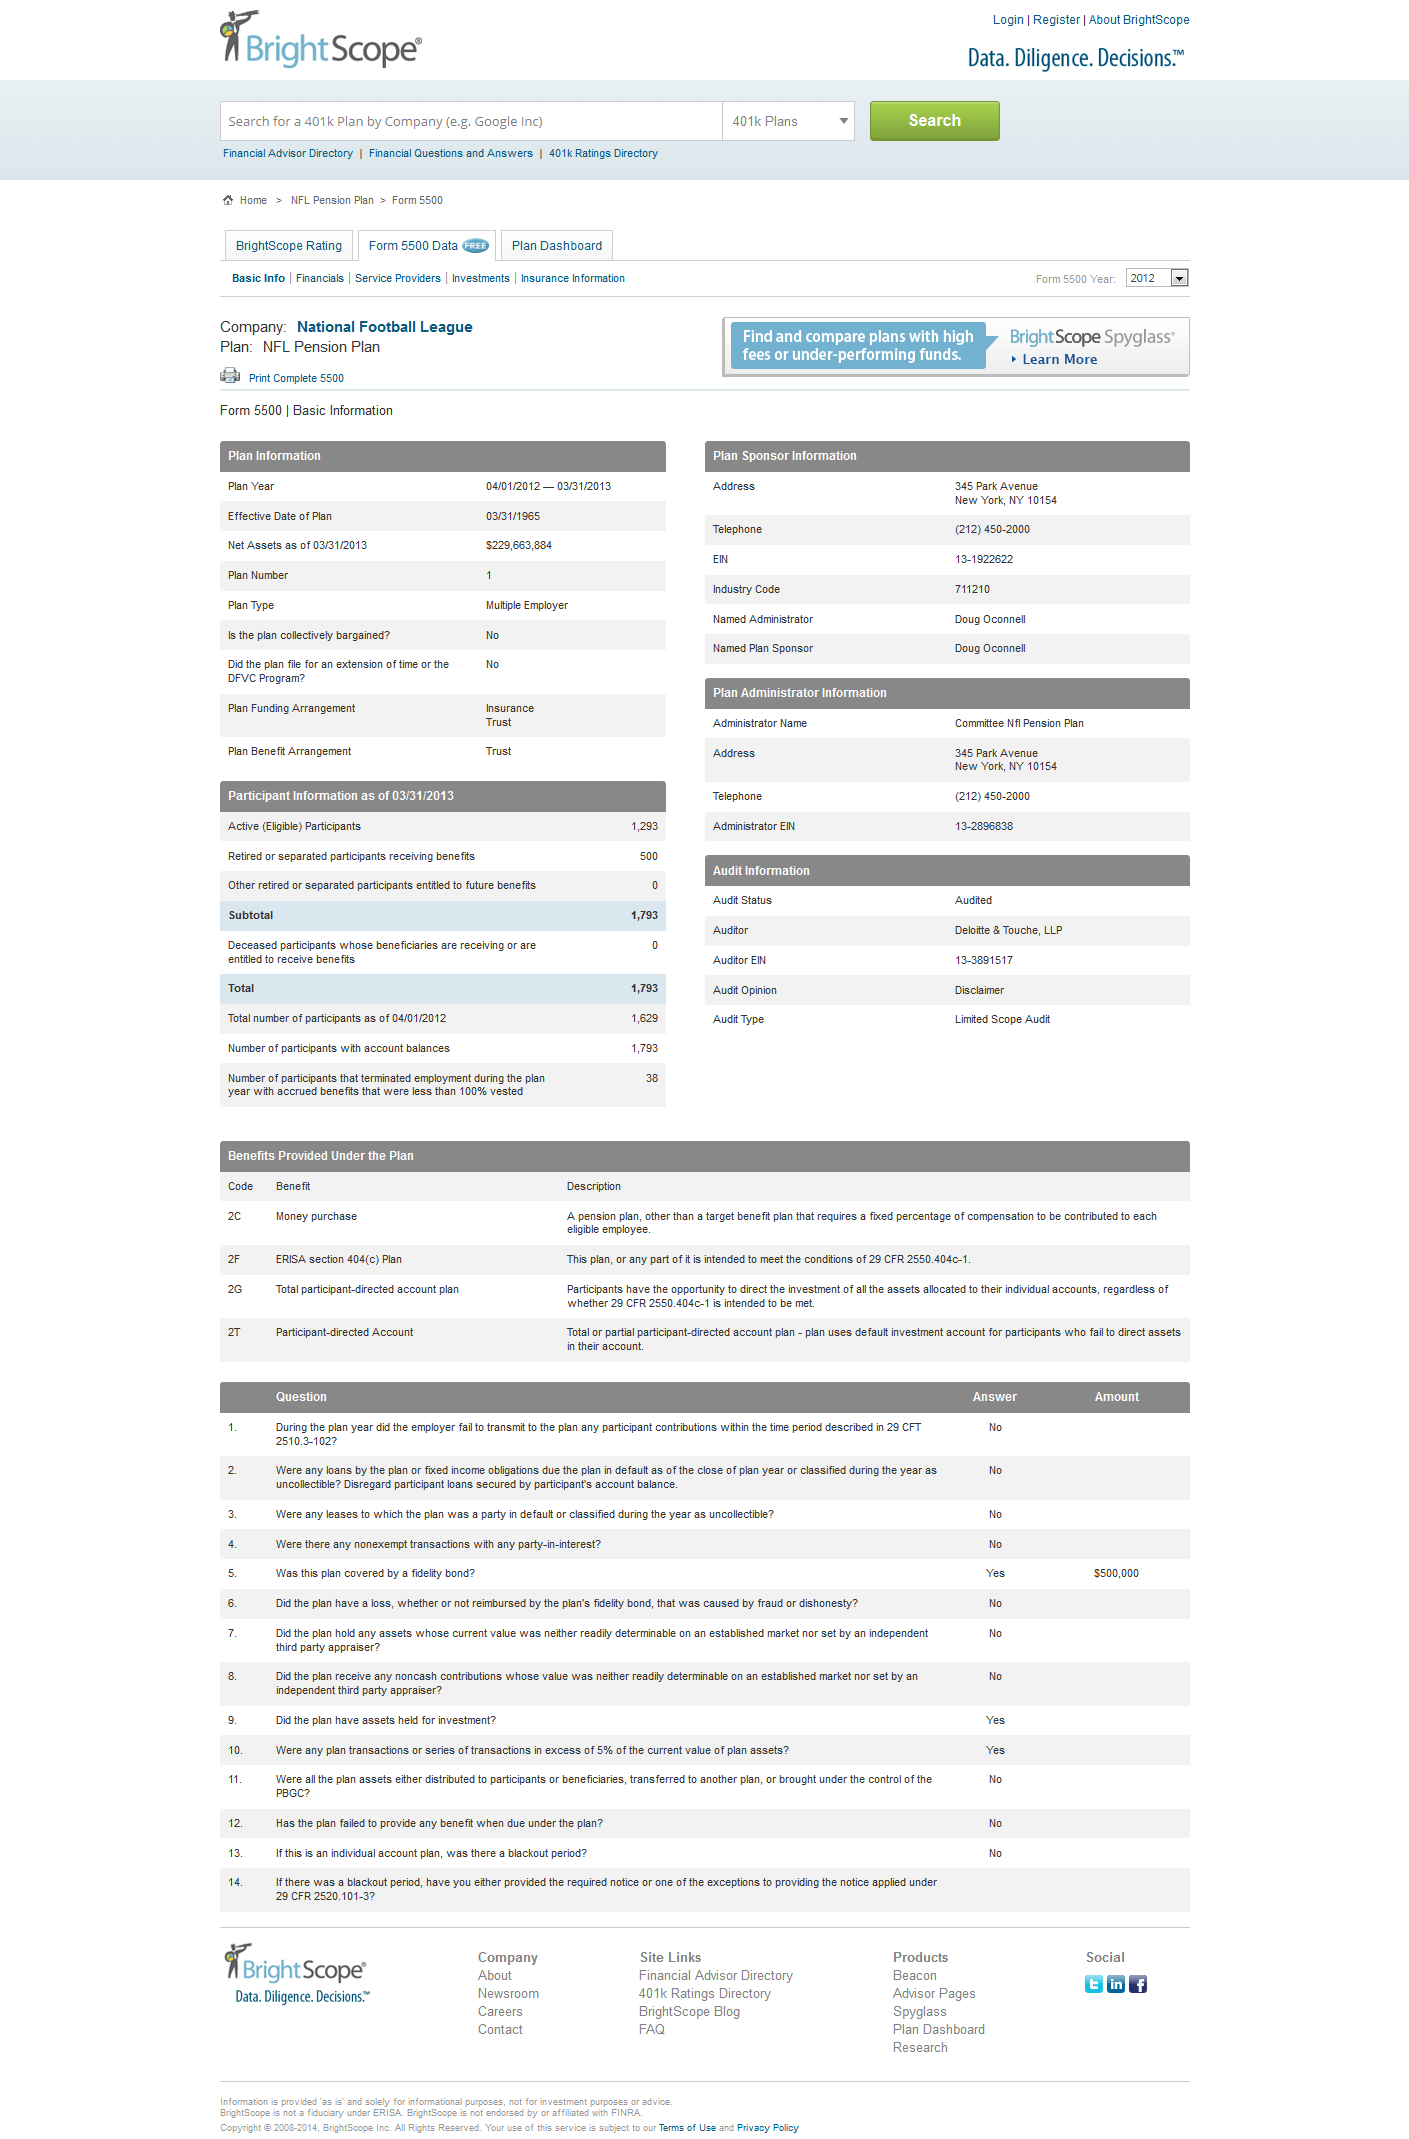 Login | Register | About BrightScope
BrightScope®
Data. Diligence. Decisions.™
Search for a 401k Plan by Company (e.g. Google Inc) 401k Plans Search
Financial Advisor Directory | Financial Questions and Answers | 401k Ratings Directory
Home > NFL Pension Plan > Form 5500
BrightScope Rating Form 5500 Data FREE Plan Dashboard
Basic Info | Financials | Service Providers | Investments | Insurance Information Form 5500 Year: 2012
Company: National Football League
Plan: NFL Pension Plan
Print Complete 5500
Find and compare plans with high
fees or under-performing funds.
BrightScope Spyglass®
Learn More
Form 5500 | Basic Information
Plan Information
Plan Year 04/01/2012 — 03/31/2013
Effective Date of Plan 03/31/1965
Net Assets as of 03/31/2013 $229,663,884
Plan Number 1
Plan Type Multiple Employer
Is the plan collectively bargained? No
Did the plan file for an extension of time or the No
DFVC Program?
Plan Funding Arrangement Insurance
Trust
Plan Benefit Arrangement Trust
Participant Information as of 03/31/2013
Active (Eligible) Participants 1,293
Retired or separated participants receiving benefits 500
Other retired or separated participants entitled to future benefits 0
Subtotal 1,793
Deceased participants whose beneficiaries are receiving or are 0
entitled to receive benefits
Total 1,793
Total number of participants as of 04/01/2012 1,629
Number of participants with account balances 1,793
Number of participants that terminated employment during the plan 38
year with accrued benefits that were less than 100% vested
Plan Sponsor Information
Address 345 Park Avenue
New York, NY 10154
Telephone (212) 450-2000
EIN 13-1922622
Industry Code 711210
Named Administrator Doug Oconnell
Named Plan Sponsor Doug Oconnell
Plan Administrator Information
Administrator Name Committee Nfl Pension Plan
Address 345 Park Avenue
New York, NY 10154
Telephone (212) 450-2000
Administrator EIN 13-2896838
Audit Information
Audit Status Audited
Auditor Deloitte & Touche, LLP
Auditor EIN 13-3891517
Audit Opinion Disclaimer
Audit Type Limited Scope Audit
Benefits Provided Under the Plan
Code Benefit Description
2C Money purchase A pension plan, other than a target benefit plan that requires a fixed percentage of compensation to be contributed to each
eligible employee.
2F ERISA section 404(c) Plan This plan, or any part of it is intended to meet the conditions of 29 CFR 2550.404c-1.
2G Total participant-directed account plan Participants have the opportunity to direct the investment of all the assets allocated to their individual accounts, regardless of
whether 29 CFR 2550.404c-1 is intended to be met.
2T Participant-directed Account Total or partial participant-directed account plan - plan uses default investment account for participants who fail to direct assets
in their account.
Question Answer Amount
1. During the plan year did the employer fail to transmit to the plan any participant contributions within the time period described in 29 CFT No
2510.3-102?
2. Were any loans by the plan or fixed income obligations due the plan in default as of the close of plan year or classified during the year as No
uncollectible? Disregard participant loans secured by participant's account balance.
3. Were any leases to which the plan was a party in default or classified during the year as uncollectible? No
4. Were there any nonexempt transactions with any party-in-interest? No
5. Was this plan covered by a fidelity bond? Yes $500,000
6. Did the plan have a loss, whether or not reimbursed by the plan's fidelity bond, that was caused by fraud or dishonesty? No
7. Did the plan hold any assets whose current value was neither readily determinable on an established market nor set by an independent No
third party appraiser?
8. Did the plan receive any noncash contributions whose value was neither readily determinable on an established market nor set by an No
independent third party appraiser?
9. Did the plan have assets held for investment? Yes
10. Were any plan transactions or series of transactions in excess of 5% of the current value of plan assets? Yes
11. Were all the plan assets either distributed to participants or beneficiaries, transferred to another plan, or brought under the control of the No
PBGC?
12. Has the plan failed to provide any benefit when due under the plan? No
13. If this is an individual account plan, was there a blackout period? No
14. If there was a blackout period, have you either provided the required notice or one of the exceptions to providing the notice applied under
29 CFR 2520.101-3?
BrightScope®
Data. Diligence. Decisions.™
Company
About
Newsroom
Careers
Contact
Site Links
Financial Advisor Directory
401k Ratings Directory
BrightScope Blog
FAQ
Products
Beacon
Advisor Pages
Spyglass
Plan Dashboard
Research
Social
Information is provided 'as is' and solely for informational purposes, not for investment purposes or advice.
BrightScope is not a fiduciary under ERISA. BrightScope is not endorsed by or affiliated with FINRA.
Copyright © 2008-2014, BrightScope Inc. All Rights Reserved. Your use of this service is subject to our Terms of Use and Privacy Policy